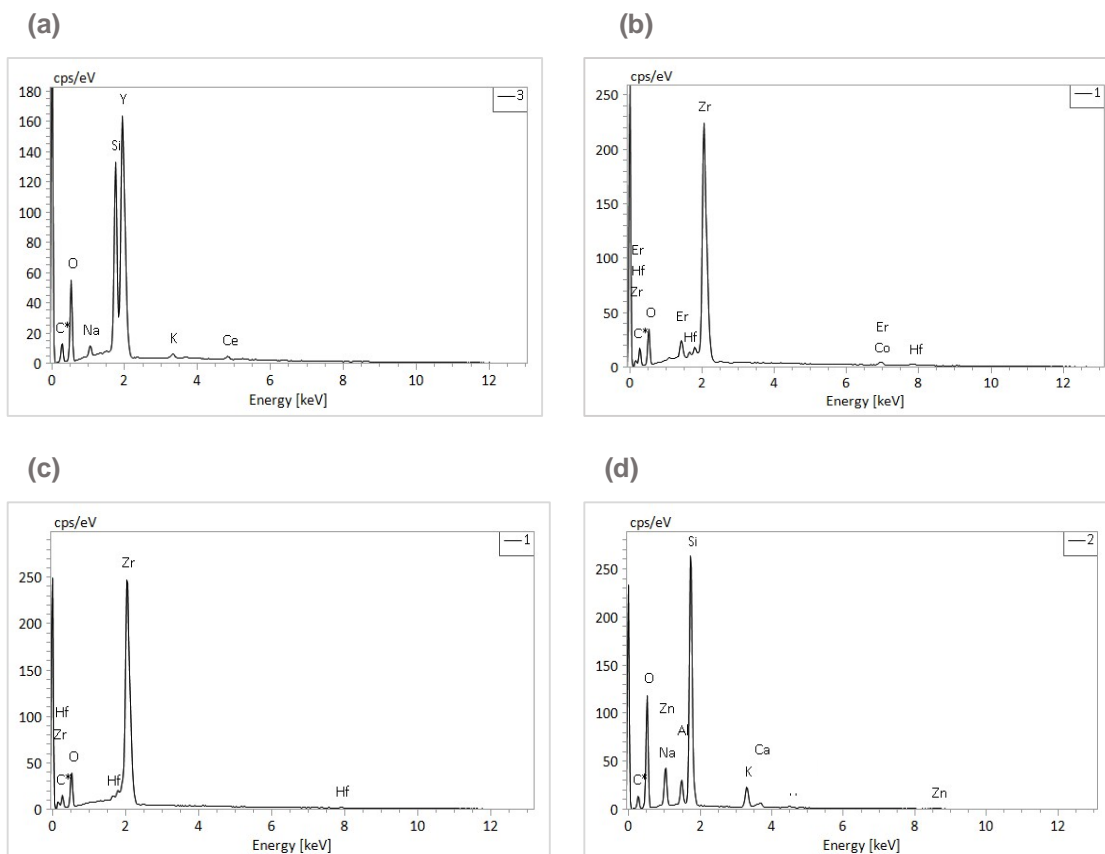 (a)
cps/eV
3
180
160
140
120
100
80
60
40
20
0
Y
Si
O
C*
Na
K
Ce
0 2 4 6 8 10 12
Energy [keV]
(b)
cps/eV
1
250
200
150
100
50
0
Zr
Er
Hf
Zr
O
C*
Er
Hf
Er
Co
Hf
0 2 4 6 8 10 12
Energy [keV]
(c)
cps/eV
1
250
200
150
100
50
0
Zr
Hf
Zr
O
C*
Hf
Hf
0 2 4 6 8 10 12
Energy [keV]
(d)
cps/eV
2
250
200
150
100
50
0
Si
O
Zn
Al
Na
Ca
C*
K
Zn
0 2 4 6 8 10 12
Energy [keV]